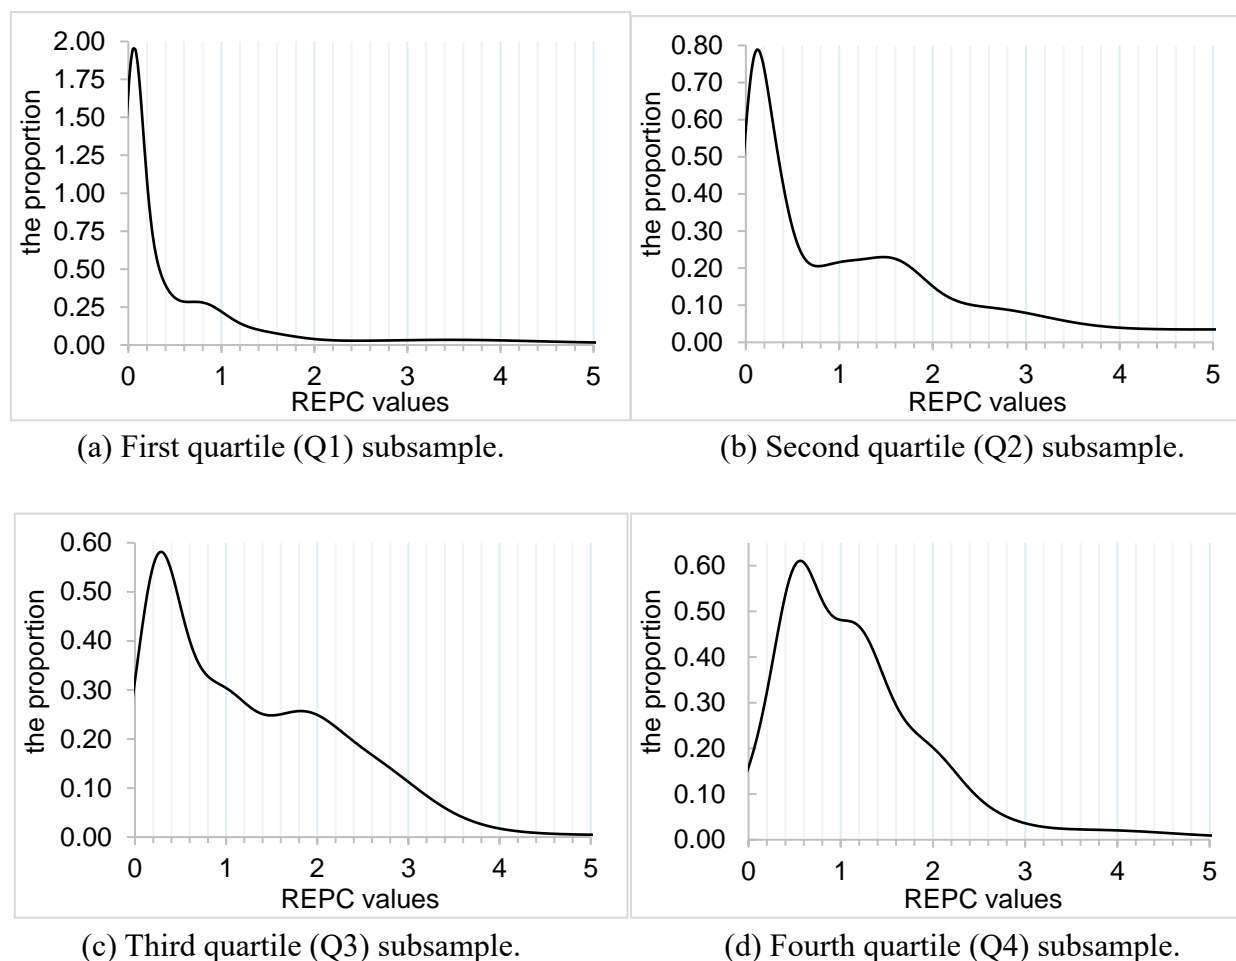 2.00
1.75
1.50
1.25
1.00
0.75
0.50
0.25
0.00
the proportion
0 1 2 3 4 5
REPC values
(a) First quartile (Q1) subsample.
0.80
0.70
0.60
0.50
0.40
0.30
0.20
0.10
0.00
the proportion
0 1 2 3 4 5
REPC values
(b) Second quartile (Q2) subsample.
0.60
0.50
0.40
0.30
0.20
0.10
0.00
the proportion
0 1 2 3 4 5
REPC values
(c) Third quartile (Q3) subsample.
0.60
0.50
0.40
0.30
0.20
0.10
0.00
the proportion
0 1 2 3 4 5
REPC values
(d) Fourth quartile (Q4) subsample.